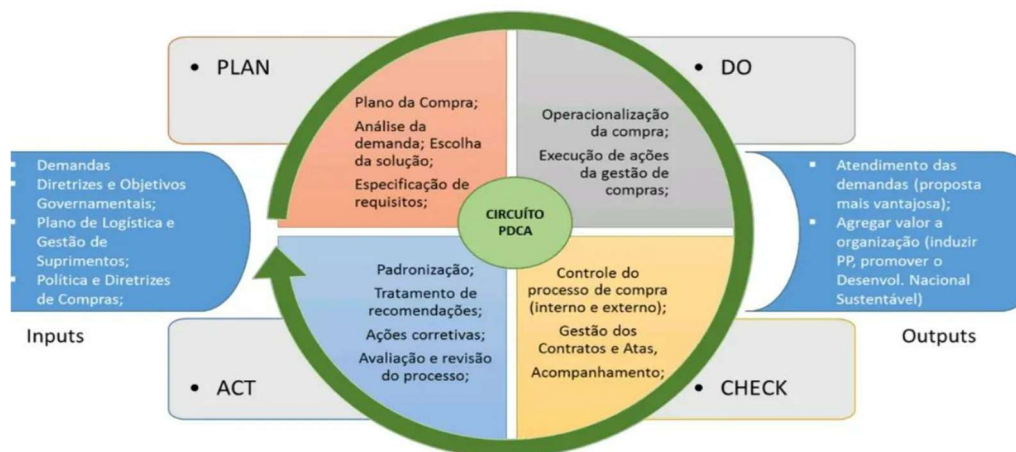 • PLAN
Plano da Compra;
Análise da
demanda; Escolha
da solução;
Especificação de
requisitos;
• DO
Operacionalização
da compra;
Execução de ações
da gestão de
compras;
▪ Demandas
▪ Diretrizes e Objetivos
Governamentais;
▪ Plano de Logística e
Gestão de
Suprimentos;
▪ Política e Diretrizes
de Compras;
Inputs
CIRCUÍTO
PDCA
▪ Atendimento das
demandas (proposta
mais vantajosa);
▪ Agregar valor a
organização (induzir
PP, promover o
Desenvol. Nacional
Sustentável)
Outputs
• ACT
Padronização;
Tratamento de
recomendações;
Ações corretivas;
Avaliação e revisão
do processo;
Controle do
processo de compra
(interno e externo);
Gestão dos
Contratos e Atas,
Acompanhamento;
• CHECK